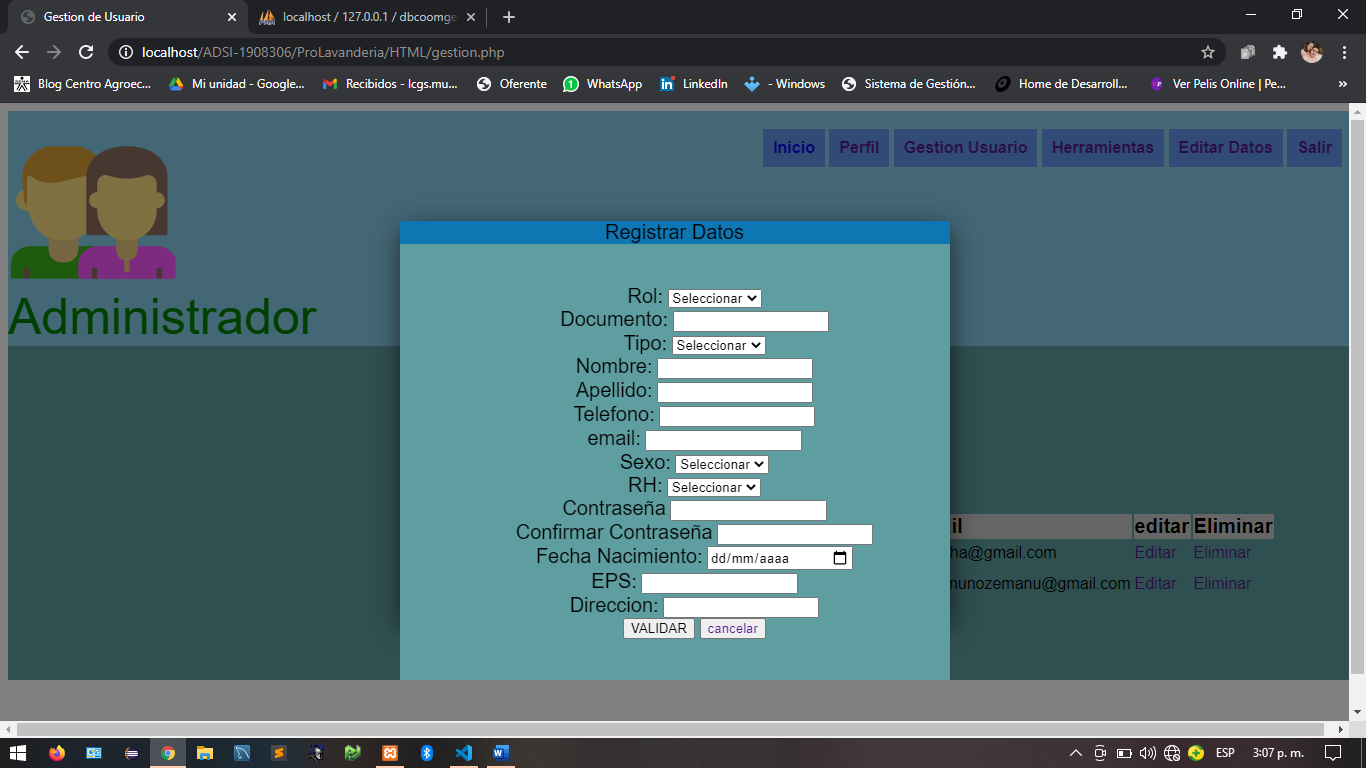 Gestion de Usuario
localhost / 127.0.0.1 / dbcoomge
localhost/ADSI-1908306/ProLavanderia/HTML/gestion.php
Blog Centro Agroec... Mi unidad - Google... Recibidos - lcgs.mu... Oferente WhatsApp LinkedIn - Windows Sistema de Gestión... Home de Desarroll... Ver Pelis Online | Pe... »
Inicio Perfil Gestion Usuario Herramientas Editar Datos Salir
Administrador
Registrar Datos
Rol: Seleccionar
Documento:
Tipo: Seleccionar
Nombre:
Apellido:
Telefono:
email:
Sexo: Seleccionar
RH: Seleccionar
Contraseña
Confirmar Contraseña
Fecha Nacimiento: dd/mm/aaaa
EPS:
Direccion:
VALIDAR cancelar
il editar Eliminar
ha@gmail.com Editar Eliminar
munozemanu@gmail.com Editar Eliminar
ESP 3:07 p. m.